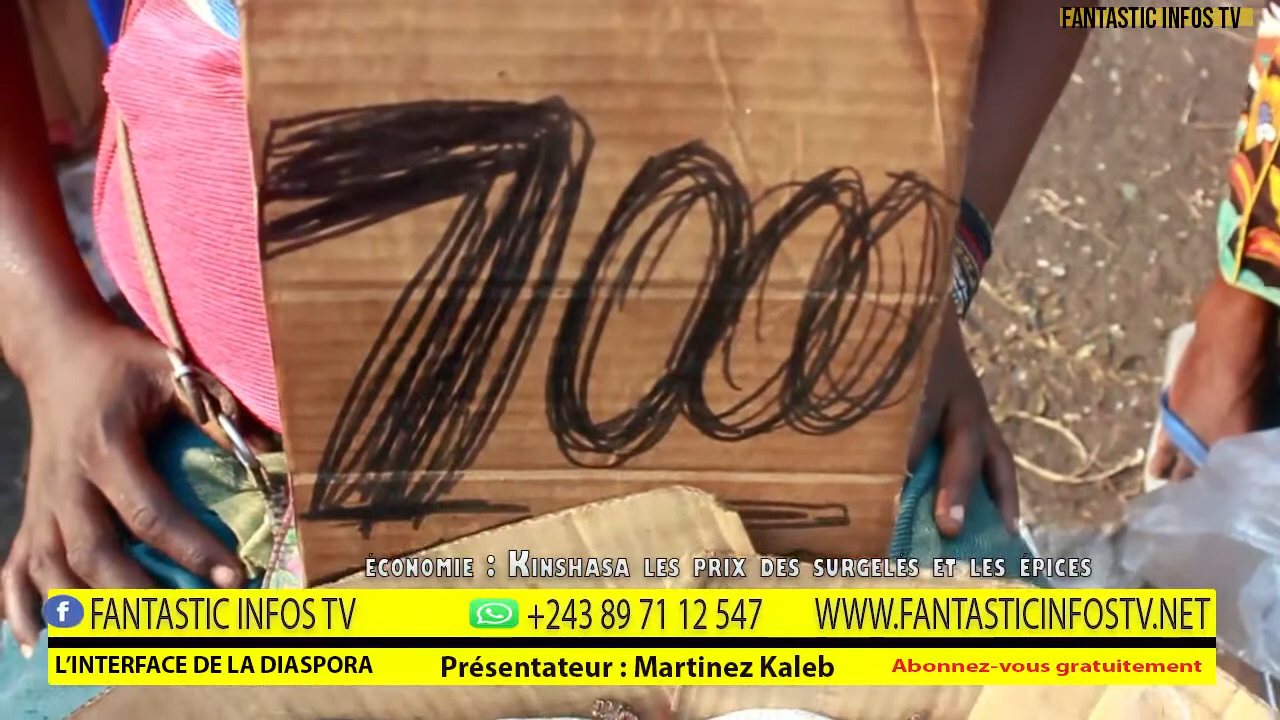 FANTASTIC INFOS TV
7000
économie : Kinshasa les prix des surgelés et les épices
FANTASTIC INFOS TV +243 89 71 12 547 WWW.FANTASTICINFOSTV.NET
L'INTERFACE DE LA DIASPORA Présentateur : Martinez Kaleb Abonnez-vous gratuitement